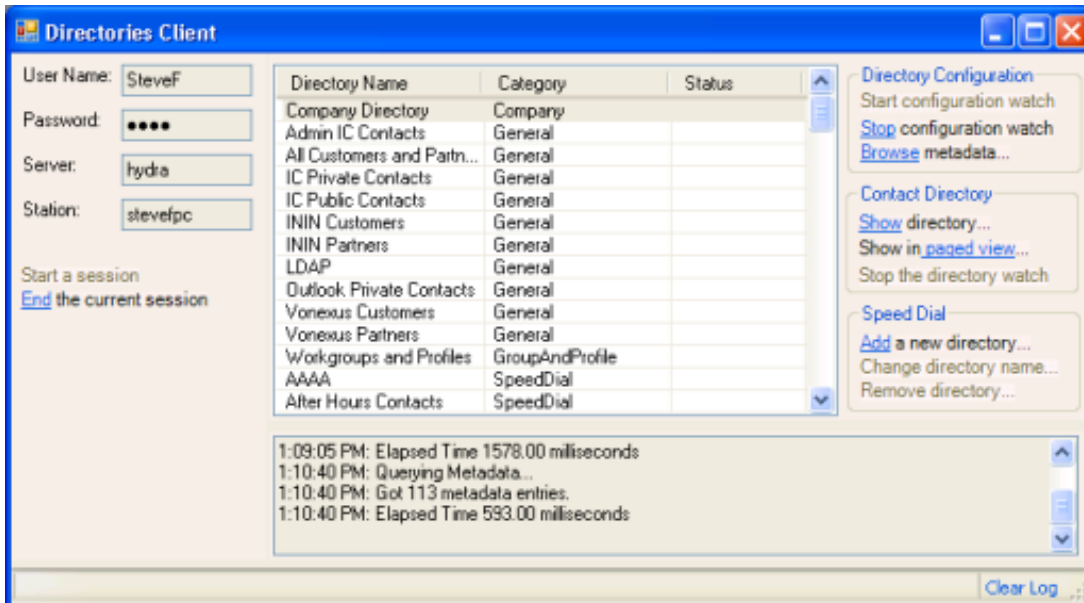 Directories Client
User Name: SteveF
Password: ••••
Server: hydra
Station: stevefpc
Start a session
End the current session
Directory Name Category Status
Company Directory Company
Admin IC Contacts General
All Customers and Partn... General
IC Private Contacts General
IC Public Contacts General
ININ Customers General
ININ Partners General
LDAP General
Outlook Private Contacts General
Vonexus Customers General
Vonexus Partners General
Workgroups and Profiles GroupAndProfile
AAAA SpeedDial
After Hours Contacts SpeedDial
Directory Configuration
Start configuration watch
Stop configuration watch
Browse metadata...
Contact Directory
Show directory...
Show in paged view...
Stop the directory watch
Speed Dial
Add a new directory...
Change directory name...
Remove directory...
1:09:05 PM: Elapsed Time 1578.00 milliseconds
1:10:40 PM: Querying Metadata...
1:10:40 PM: Got 113 metadata entries.
1:10:40 PM: Elapsed Time 593.00 milliseconds
Clear Log